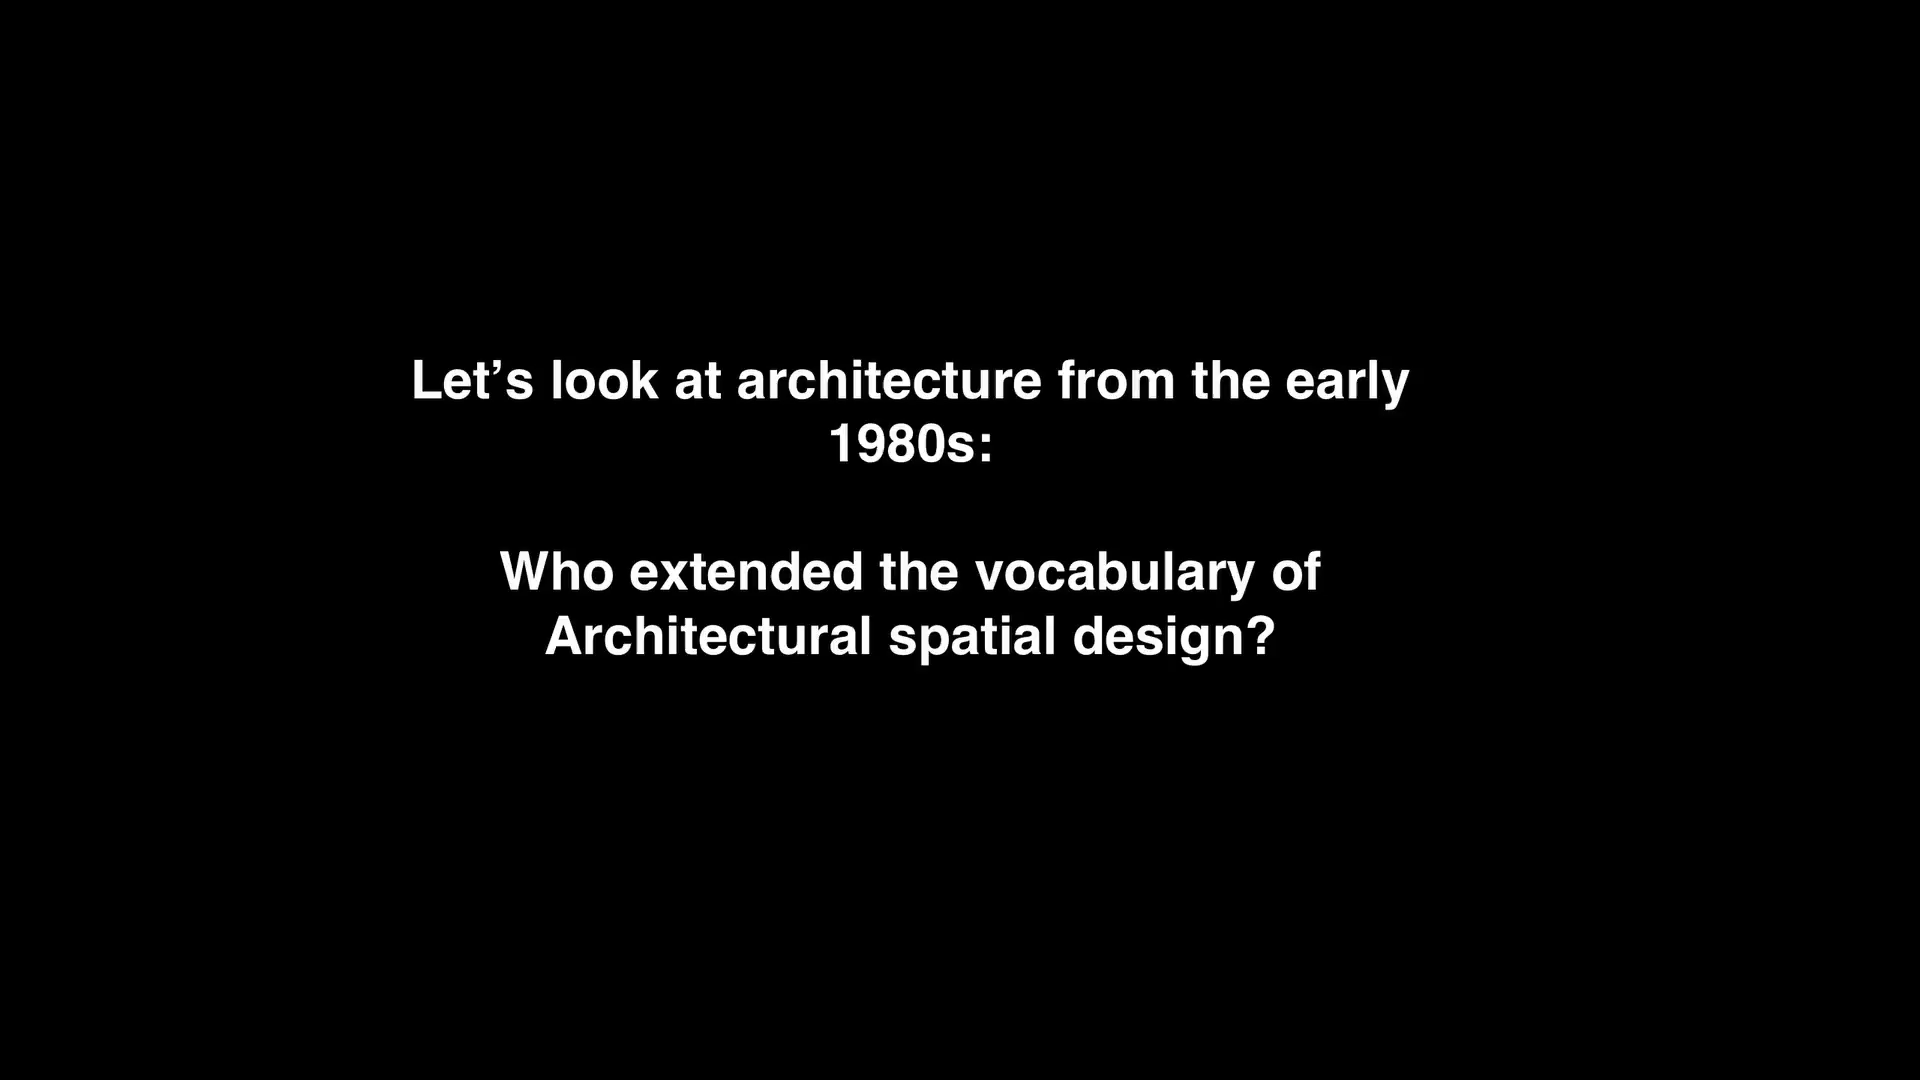 Let’s look at architecture from the early
1980s:
Who extended the vocabulary of
Architectural spatial design?